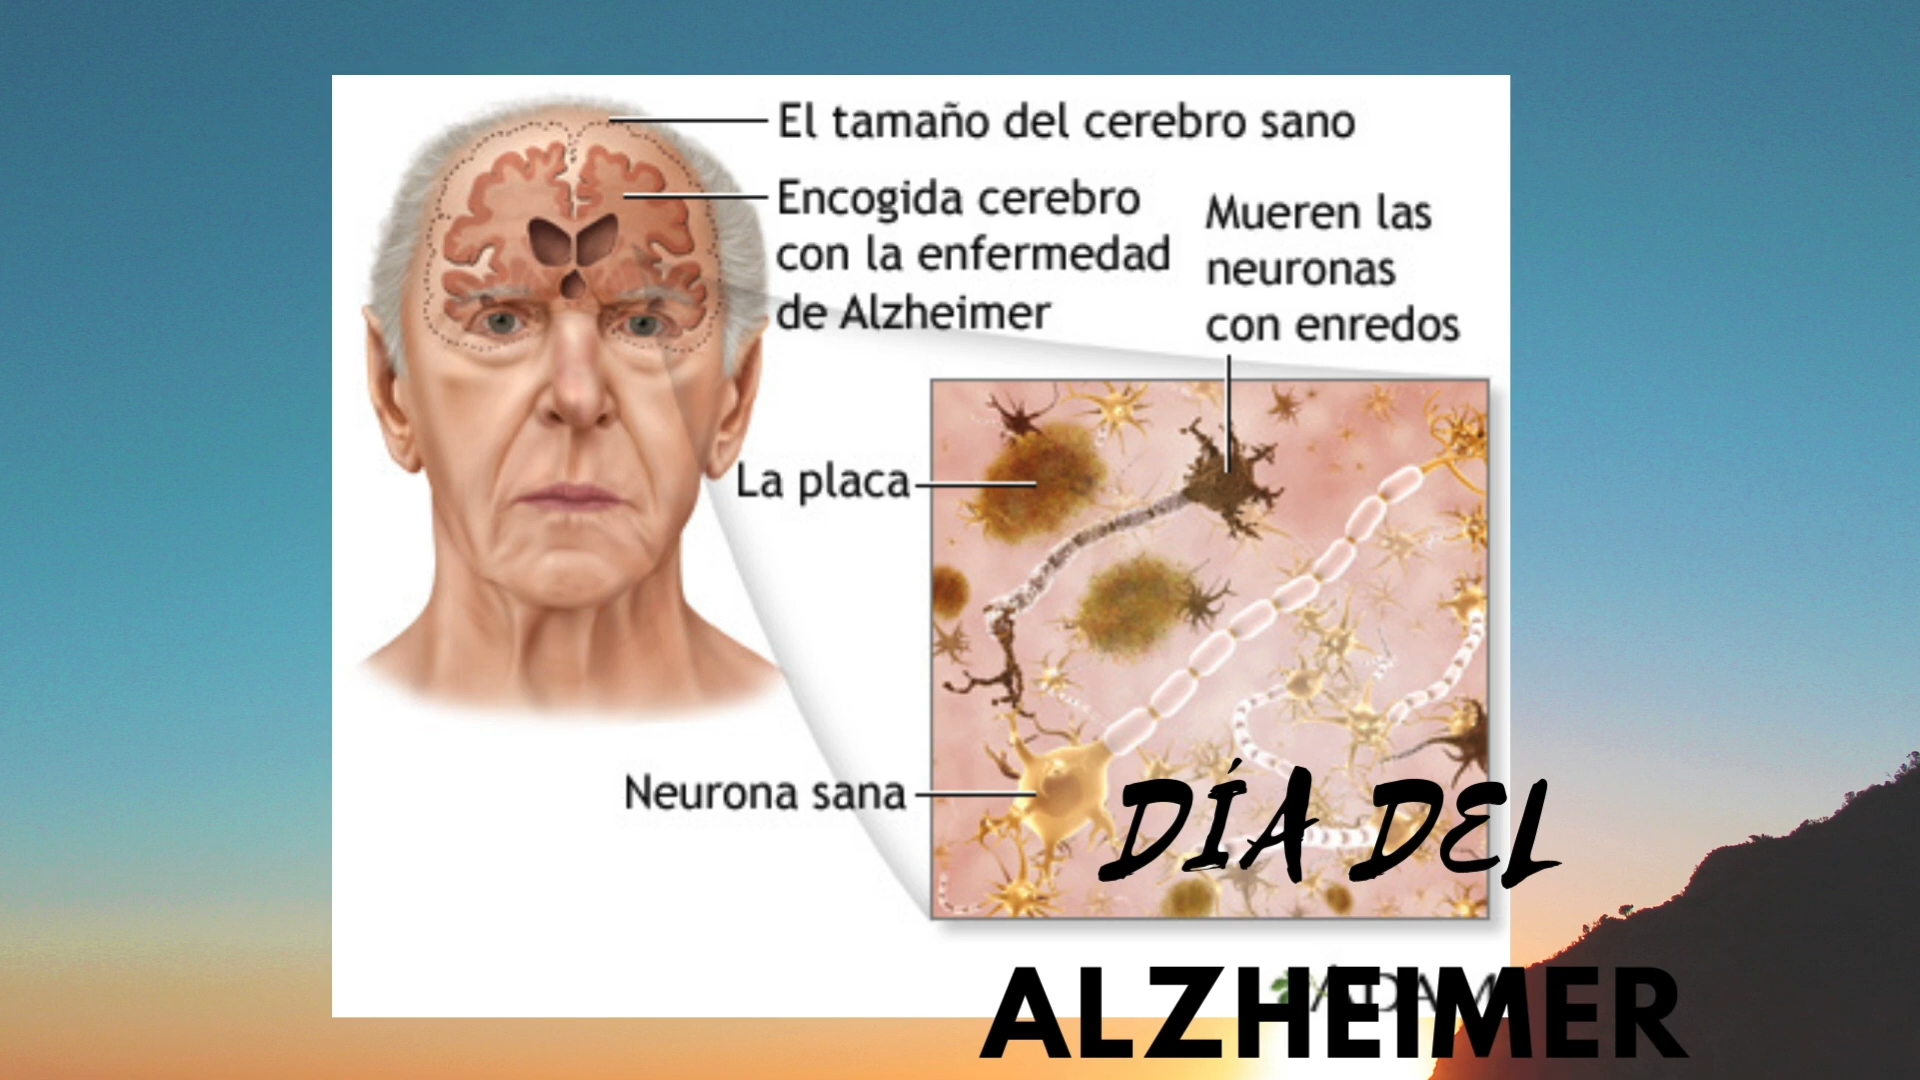 El tamaño del cerebro sano
Encogida cerebro
con la enfermedad
de Alzheimer
Mueren las
neuronas
con enredos
La placa
Neurona sana
DÍA DEL
ALZHEIMER